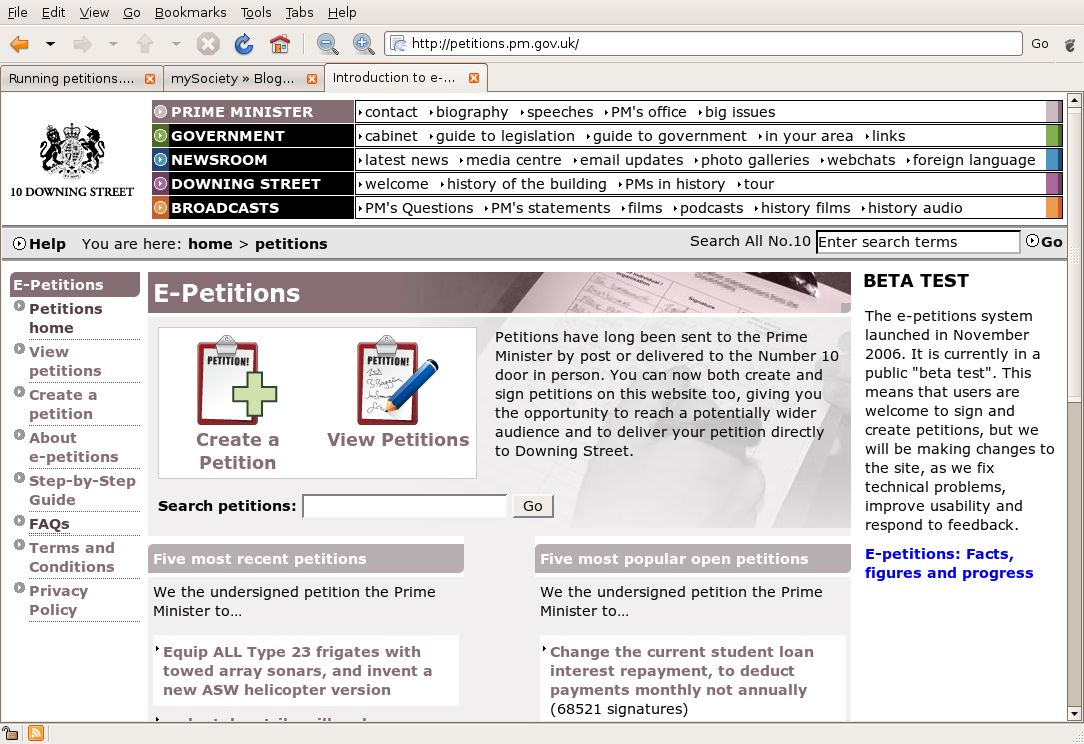 File Edit View Go Bookmarks Tools Tabs Help
http://petitions.pm.gov.uk/
Go
Running petitions....
mySociety » Blog...
Introduction to e-...
10 DOWNING STREET
PRIME MINISTER
contact biography speeches PM's office big issues
GOVERNMENT
cabinet guide to legislation guide to government in your area links
NEWSROOM
latest news media centre email updates photo galleries webchats foreign language
DOWNING STREET
welcome history of the building PMs in history tour
BROADCASTS
PM's Questions PM's statements films podcasts history films history audio
Help You are here: home > petitions
Search All No.10 Enter search terms Go
E-Petitions
Petitions
home
View
petitions
Create a
petition
About
e-petitions
Step-by-Step
Guide
FAQs
Terms and
Conditions
Privacy
Policy
E-Petitions
PETITION!
Create a
Petition
PETITION!
View Petitions
Petitions have long been sent to the Prime
Minister by post or delivered to the Number 10
door in person. You can now both create and
sign petitions on this website too, giving you
the opportunity to reach a potentially wider
audience and to deliver your petition directly
to Downing Street.
Search petitions: Go
Five most recent petitions
We the undersigned petition the Prime
Minister to...
Equip ALL Type 23 frigates with
towed array sonars, and invent a
new ASW helicopter version
Five most popular open petitions
We the undersigned petition the Prime
Minister to...
Change the current student loan
interest repayment, to deduct
payments monthly not annually
(68521 signatures)
BETA TEST
The e-petitions system
launched in November
2006. It is currently in a
public "beta test". This
means that users are
welcome to sign and
create petitions, but we
will be making changes to
the site, as we fix
technical problems,
improve usability and
respond to feedback.
E-petitions: Facts,
figures and progress